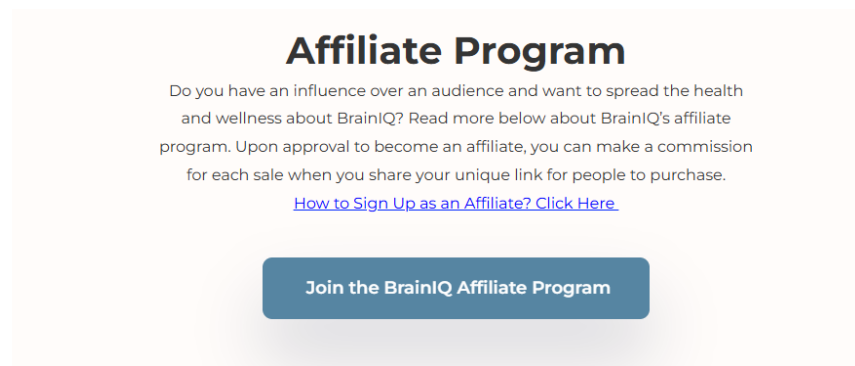 Affiliate Program
Do you have an influence over an audience and want to spread the health
and wellness about BrainIQ? Read more below about BrainIQ’s affiliate
program. Upon approval to become an affiliate, you can make a commission
for each sale when you share your unique link for people to purchase.
How to Sign Up as an Affiliate? Click Here
Join the BrainIQ Affiliate Program